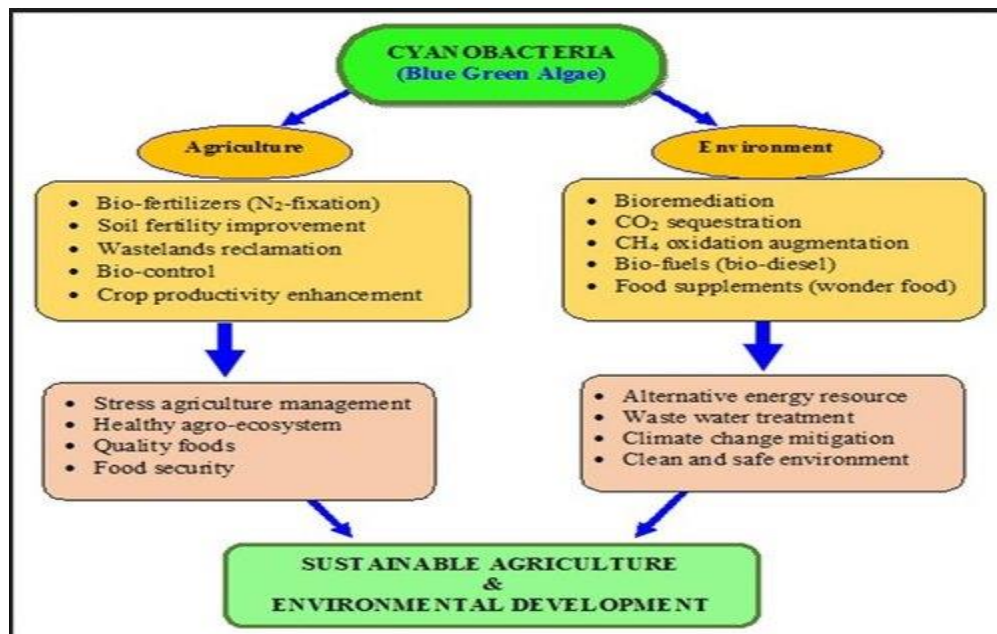 CYANOBACTERIA
(Blue Green Algae)
Agriculture
• Bio-fertilizers (N₂-fixation)
• Soil fertility improvement
• Wastelands reclamation
• Bio-control
• Crop productivity enhancement
• Stress agriculture management
• Healthy agro-ecosystem
• Quality foods
• Food security
Environment
• Bioremediation
• CO₂ sequestration
• CH₄ oxidation augmentation
• Bio-fuels (bio-diesel)
• Food supplements (wonder food)
• Alternative energy resource
• Waste water treatment
• Climate change mitigation
• Clean and safe environment
SUSTAINABLE AGRICULTURE
&
ENVIRONMENTAL DEVELOPMENT